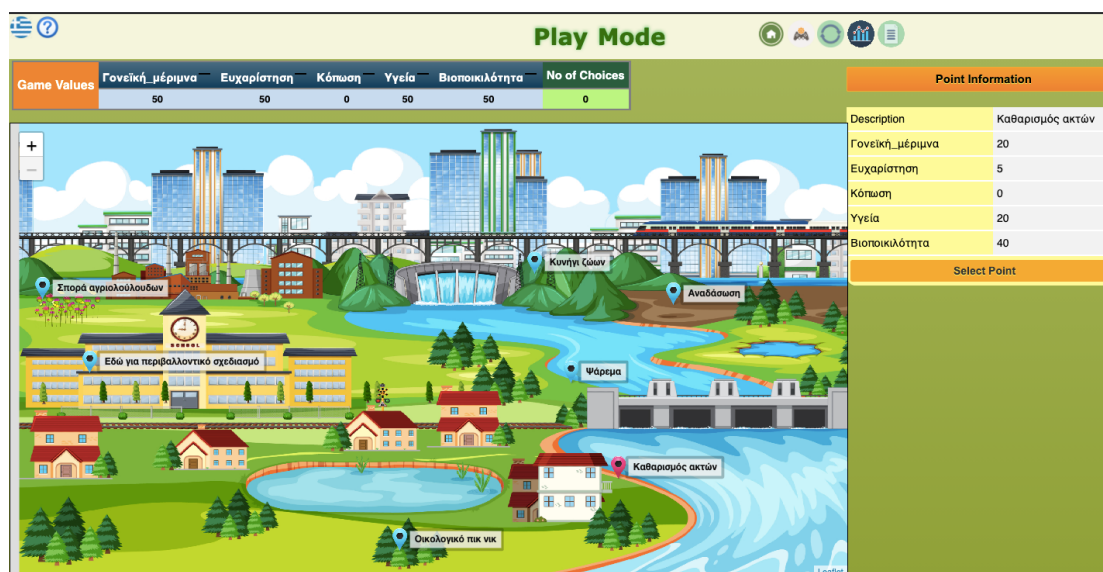 Play Mode
Game Values
Γονεϊκή_μέριμνα Ευχαρίστηση Κόπωση Υγεία Βιοποικιλότητα No of Choices
50 50 0 50 50 0
Point Information
Description Καθαρισμός ακτών
Γονεϊκή_μέριμνα 20
Ευχαρίστηση 5
Κόπωση 0
Υγεία 20
Βιοποικιλότητα 40
Select Point
+
−
Κυνήγι ζώων
Σπορά αγριολούλουδων
Αναδάσωση
SCHOOL
Εδώ για περιβαλλοντικό σχεδιασμό
Ψάρεμα
Καθαρισμός ακτών
Οικολογικό πικ νικ
Leaflet